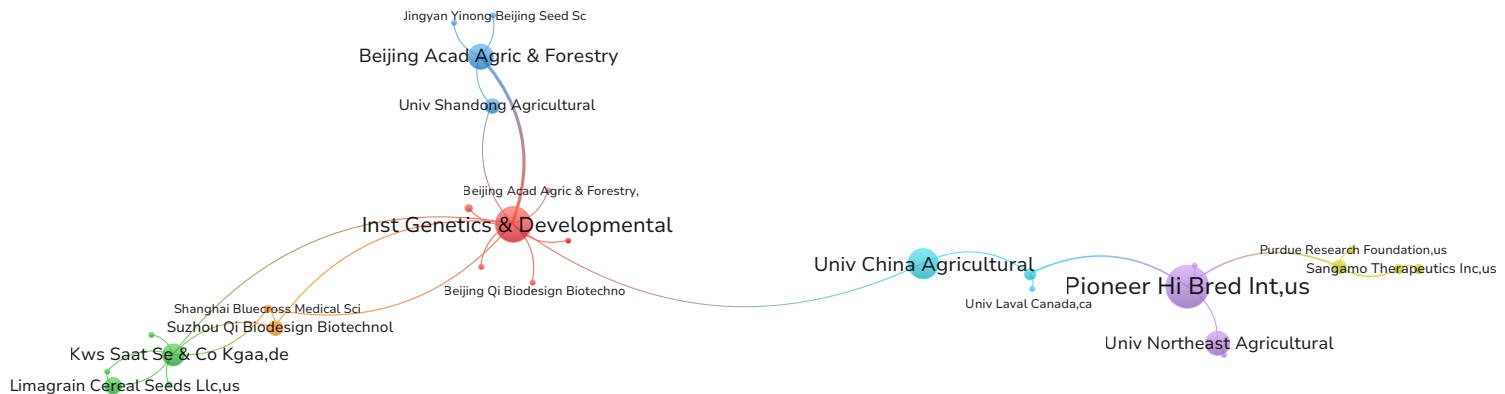 Jingyan Yinong Beijing Seed Sc
Beijing Acad Agric & Forestry
Univ Shandong Agricultural
Beijing Acad Agric & Forestry,
Inst Genetics & Developmental
Univ China Agricultural
Purdue Research Foundation,us
Sangamo Therapeutics Inc,us
Pioneer Hi Bred Int,us
Beijing Qi Biodesign Biotechno
Univ Laval Canada,ca
Shanghai Bluecross Medical Sci
Suzhou Qi Biodesign Biotechnol
Univ Northeast Agricultural
Kws Saat Se & Co Kgaa,de
Limagrain Cereal Seeds Llc,us